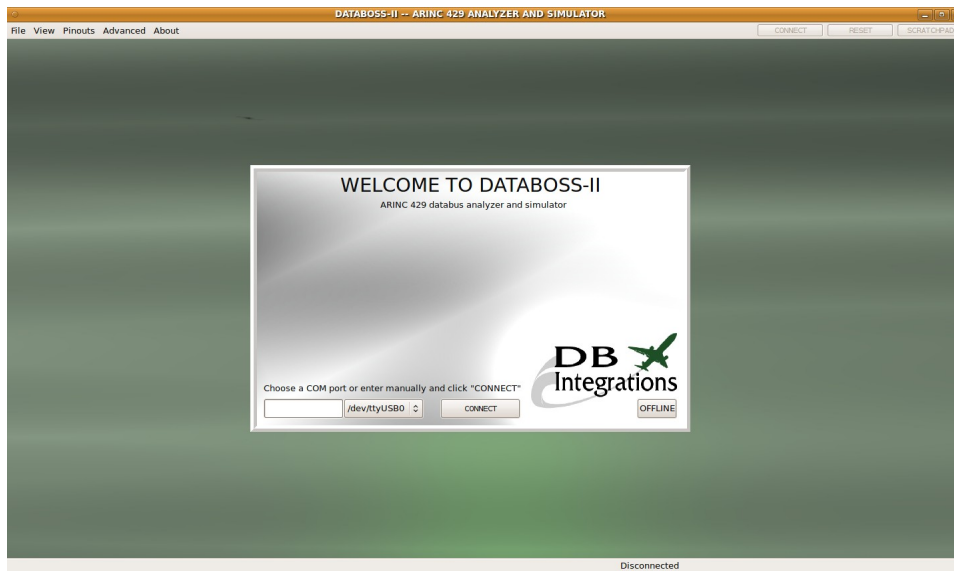 DATABOSS-II -- ARINC 429 ANALYZER AND SIMULATOR
File View Pinouts Advanced About
CONNECT RESET SCRATCHPAD
WELCOME TO DATABOSS-II
ARINC 429 databus analyzer and simulator
DB
Integrations
Choose a COM port or enter manually and click "CONNECT"
/dev/ttyUSB0 CONNECT OFFLINE
Disconnected